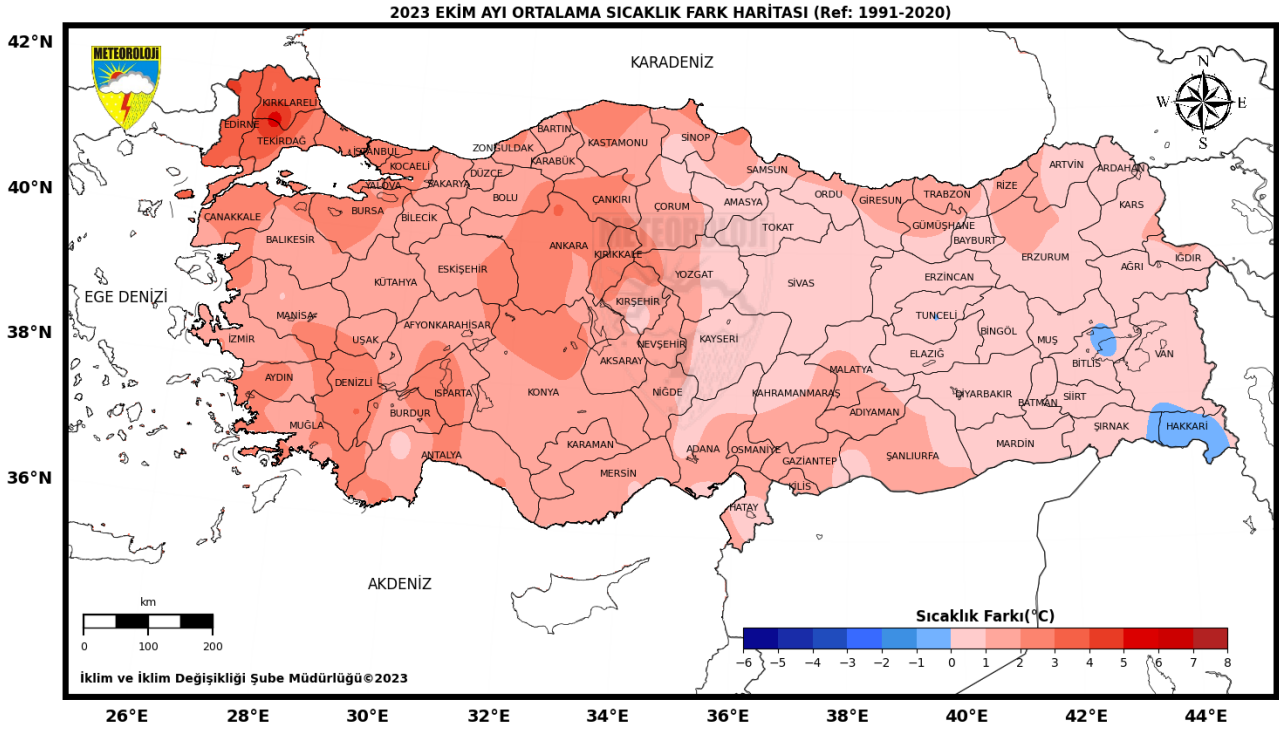 2023 EKİM AYI ORTALAMA SICAKLIK FARK HARİTASI (Ref: 1991-2020)
42°N
40°N
38°N
36°N
METEOROLOJİ
KARADENİZ
N
W
E
S
KIRKLARELİ
EDİRNE
TEKİRDAĞ
İSTANBUL
KOCAELİ
YALOVA
SAKARYA
DÜZCE
ZONGULDAK
BARTIN
KARABÜK
KASTAMONU
SİNOP
SAMSUN
ORDU
GİRESUN
TRABZON
RİZE
ARTVİN
ARDAHAN
KARS
ÇANAKKALE
BURSA
BİLECİK
BOLU
ÇANKIRI
ÇORUM
AMASYA
TOKAT
GÜMÜŞHANE
BAYBURT
ERZURUM
AĞRI
IĞDIR
BALIKESİR
ESKİŞEHİR
ANKARA
KIRIKKALE
METEOROLOJİ
YOZGAT
SİVAS
ERZİNCAN
EGE DENİZİ
KÜTAHYA
KIRŞEHİR
MANİSA
AFYONKARAHİSAR
TUNCELİ
BİNGÖL
MUŞ
İZMİR
UŞAK
NEVŞEHİR
KAYSERİ
ELAZIĞ
BİTLİS
VAN
AKSARAY
MALATYA
AYDIN
DENİZLİ
ISPARTA
KONYA
NİĞDE
KAHRAMANMARAŞ
DİYARBAKIR
BATMAN
SİİRT
BURDUR
ADIYAMAN
MUĞLA
ŞIRNAK
HAKKARİ
ANTALYA
KARAMAN
MERSİN
ADANA
OSMANİYE
GAZİANTEP
ŞANLIURFA
MARDİN
KİLİS
HATAY
AKDENİZ
km
0 100 200
Sıcaklık Farkı(°C)
−6 −5 −4 −3 −2 −1 0 1 2 3 4 5 6 7 8
İklim ve İklim Değişikliği Şube Müdürlüğü©2023
26°E 28°E 30°E 32°E 34°E 36°E 38°E 40°E 42°E 44°E